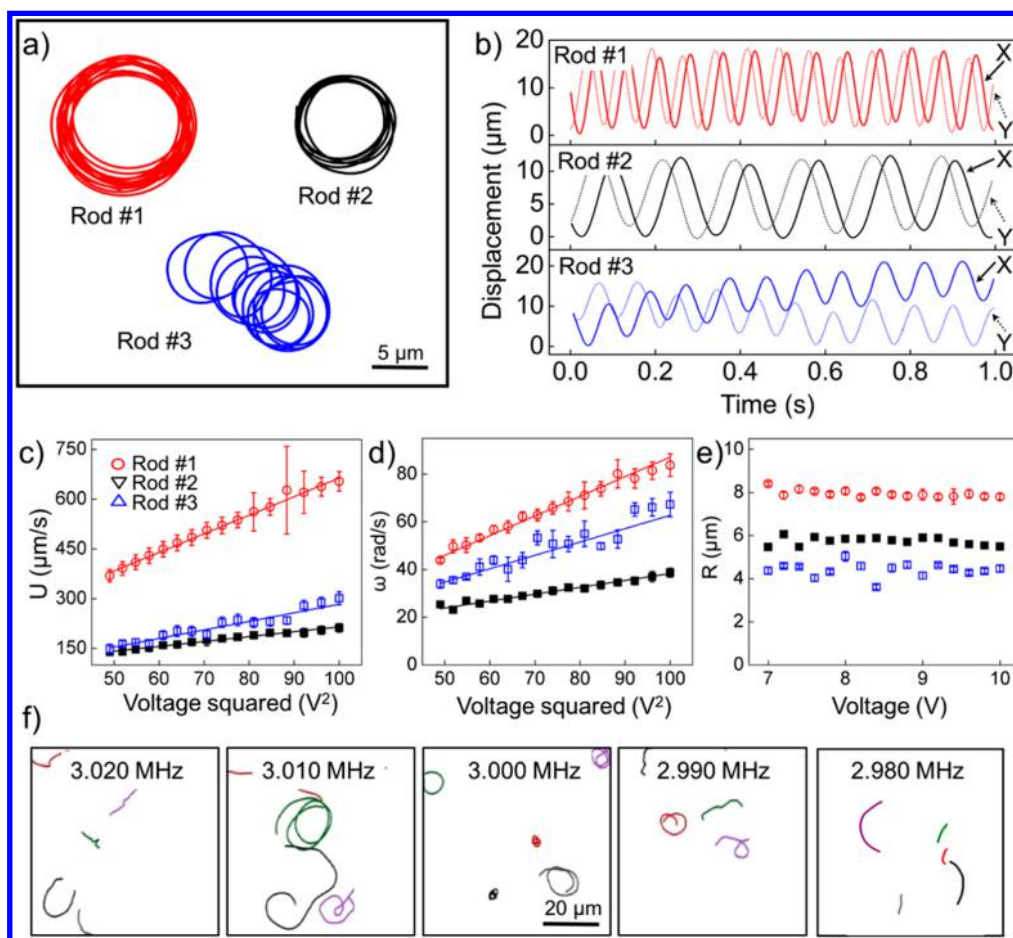 a)
Rod #1
Rod #2
Rod #3
5 μm
b)
Rod #1
X
Y
Rod #2
X
Y
Rod #3
X
Y
20
10
0
10
5
0
20
10
0
Displacement (μm)
0.0 0.2 0.4 0.6 0.8 1.0
Time (s)
c)
Rod #1
Rod #2
Rod #3
750
600
450
300
150
U (μm/s)
50 60 70 80 90 100
Voltage squared (V²)
d)
80
60
40
20
0
ω (rad/s)
50 60 70 80 90 100
Voltage squared (V²)
e)
10
8
6
4
2
0
R (μm)
7 8 9 10
Voltage (V)
f)
3.020 MHz
3.010 MHz
3.000 MHz
20 μm
2.990 MHz
2.980 MHz